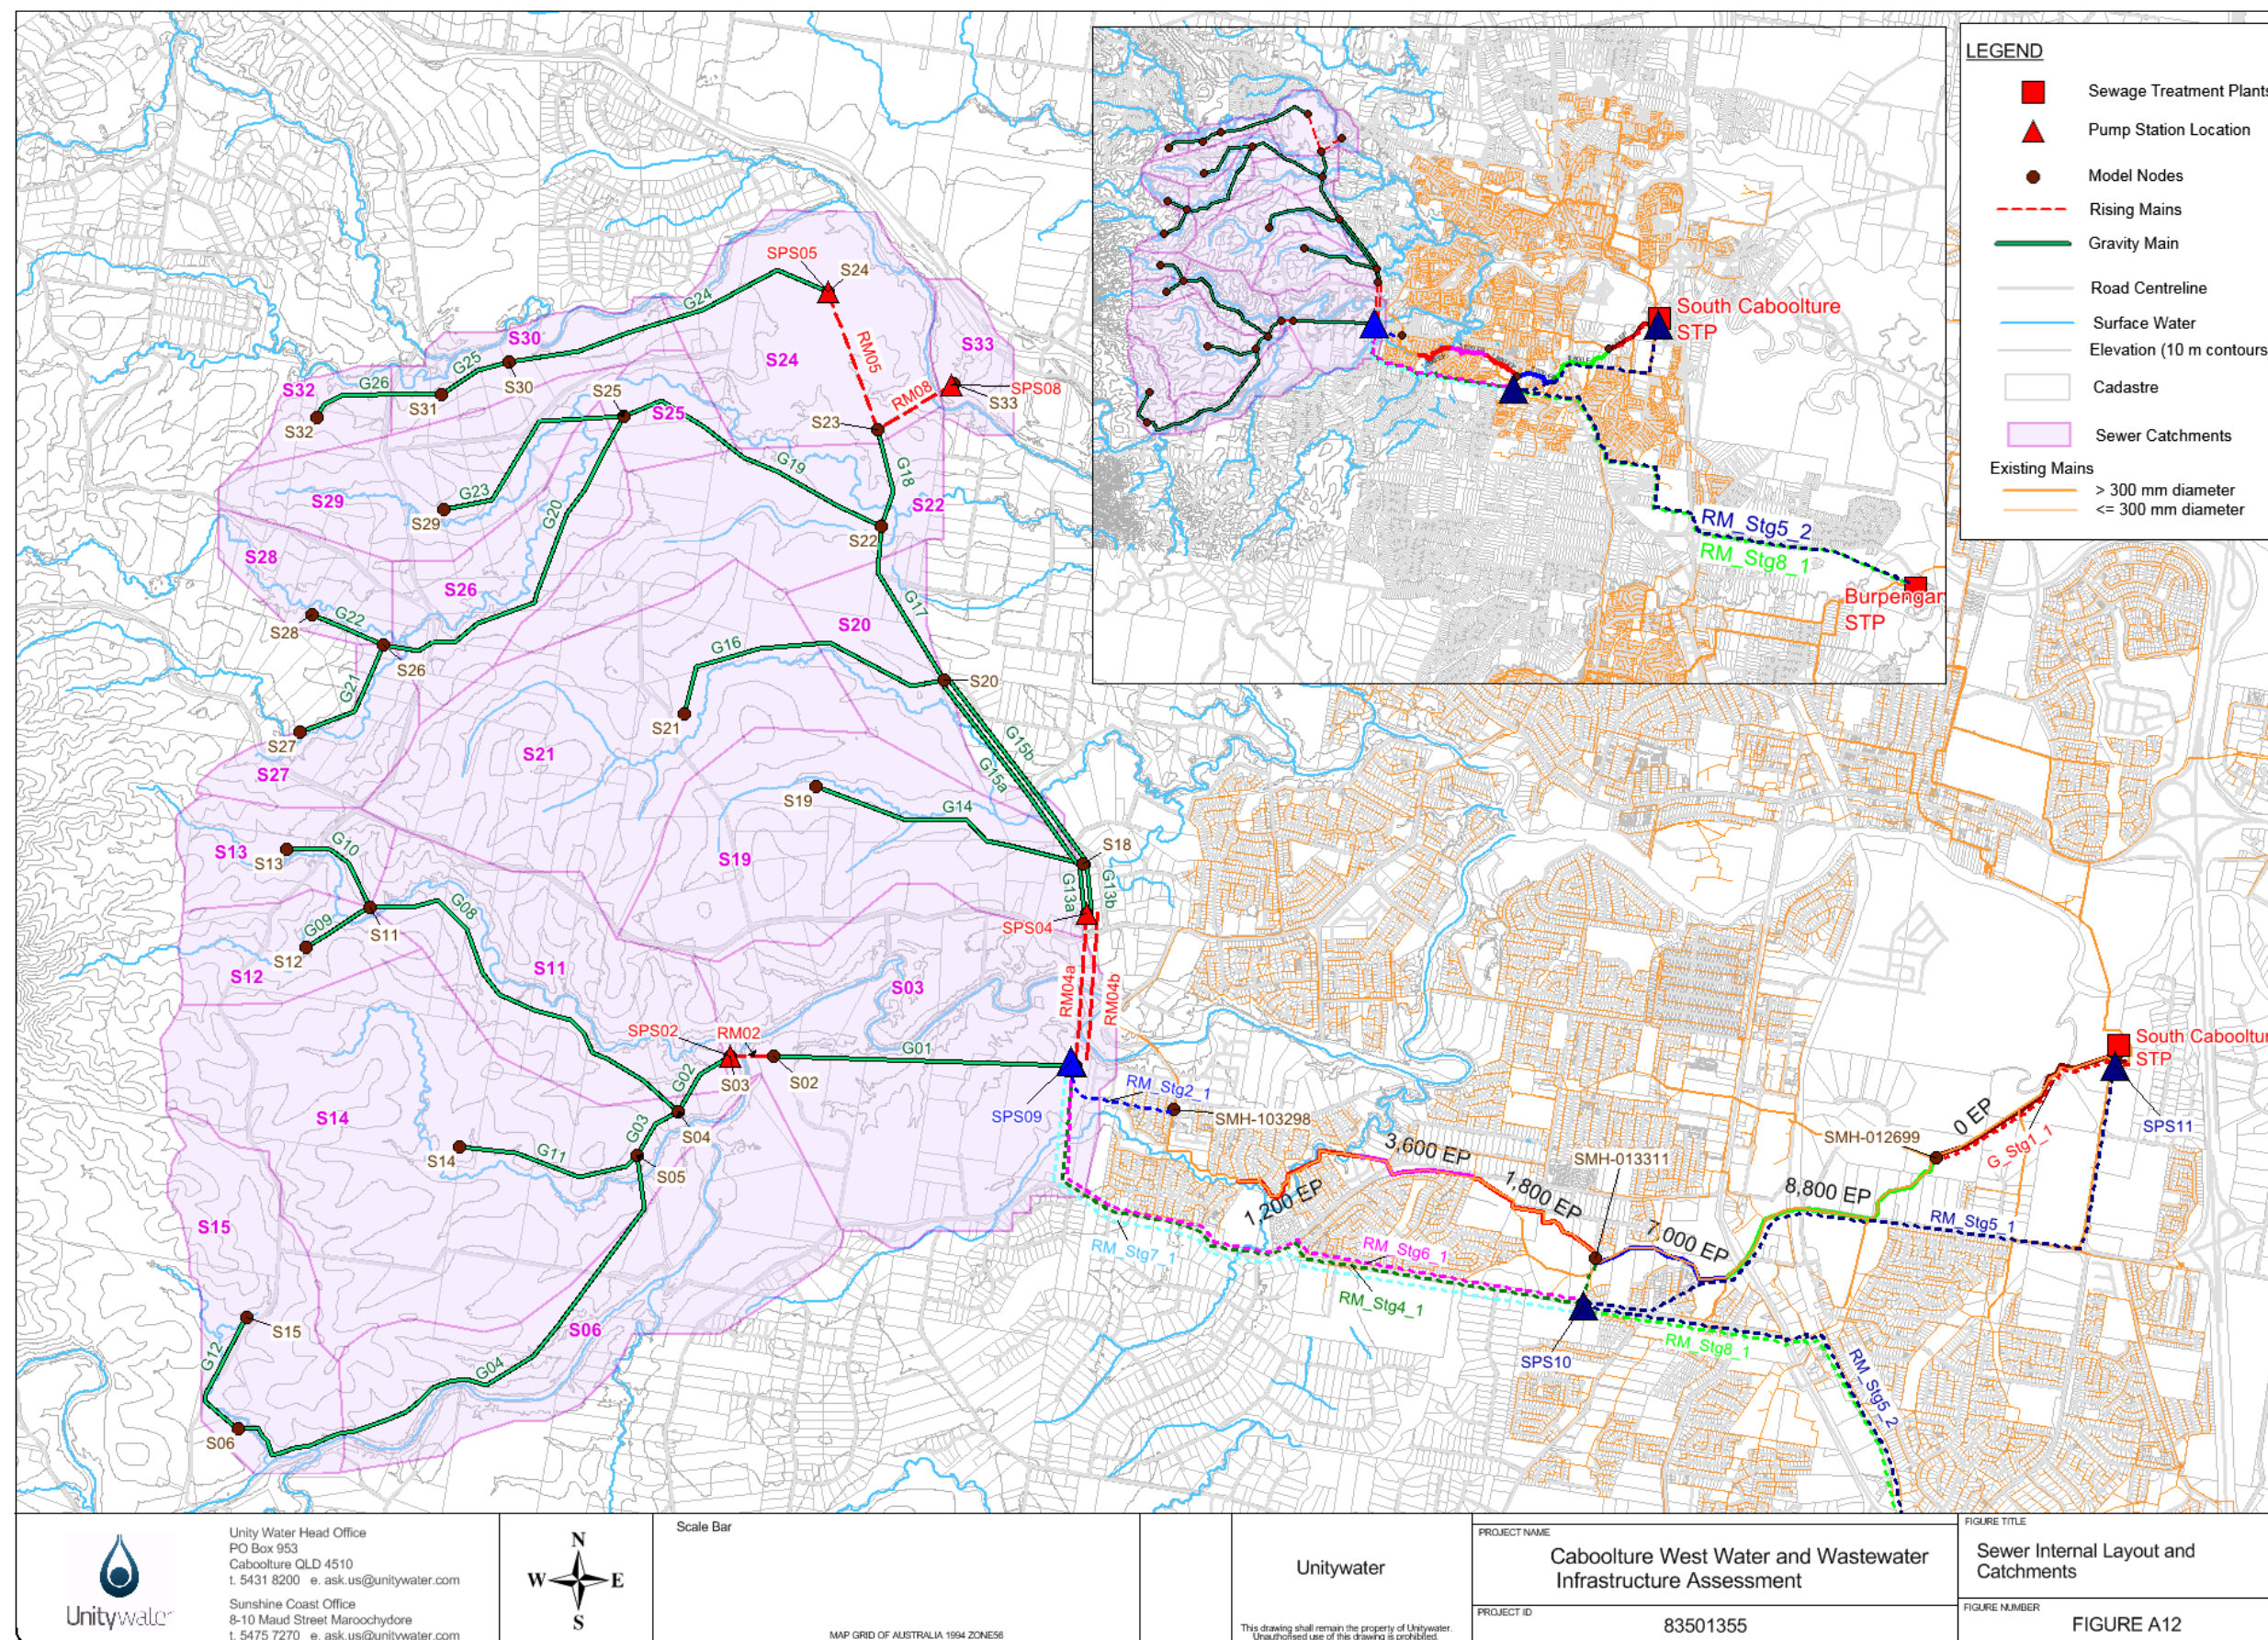 LEGEND
Sewage Treatment Plants
Pump Station Location
Model Nodes
Rising Mains
Gravity Main
Road Centreline
Surface Water
Elevation (10 m contours
Cadastre
Sewer Catchments
Existing Mains
> 300 mm diameter
<= 300 mm diameter
South Caboolture
STP
RM_Stg5_2
RM_Stg8_1
Burpengar
STP
SPS05
S24
G24
S30
RM05
S24
S33
G25
S32
G26
S30
S31
S25
S25
RM08
SPS08
S33
S32
S23
G19
G18
S29
G23
S29
G20
S22
S22
S28
S26
G17
G22
S28
S20
G16
S26
G21
S20
S21
S27
S21
G15b
G15a
S27
S19
G14
G10
S13
S13
S19
S18
G13a
G13b
G08
G09
S11
SPS04
S12
S12
S11
S03
RM04a
RM04b
SPS02
RM02
G01
S03
S02
G02
RM_Stg2_1
SPS09
SMH-103298
S14
G03
S04
S14
G11
S05
3,600 EP
SMH-013311
SMH-012699
0 EP
G_Stg1_1
South Cabooltur
STP
SPS11
1,200 EP
1,800 EP
8,800 EP
7,000 EP
RM_Stg5_1
S15
RM_Stg7_1
RM_Stg6_1
RM_Stg4_1
S15
S06
G12
G04
SPS10
RM_Stg8_1
RM_Stg5_2
S06
Unitywater
Unity Water Head Office
PO Box 953
Caboolture QLD 4510
t. 5431 8200 e. ask.us@unitywater.com
Sunshine Coast Office
8-10 Maud Street Maroochydore
t. 5475 7270 e. ask.us@unitywater.com
N
W E
S
Scale Bar
MAP GRID OF AUSTRALIA 1994 ZONE56
Unitywater
This drawing shall remain the property of Unitywater.
Unauthorised use of this drawing is prohibited.
PROJECT NAME
Caboolture West Water and Wastewater
Infrastructure Assessment
PROJECT ID
83501355
FIGURE TITLE
Sewer Internal Layout and
Catchments
FIGURE NUMBER
FIGURE A12